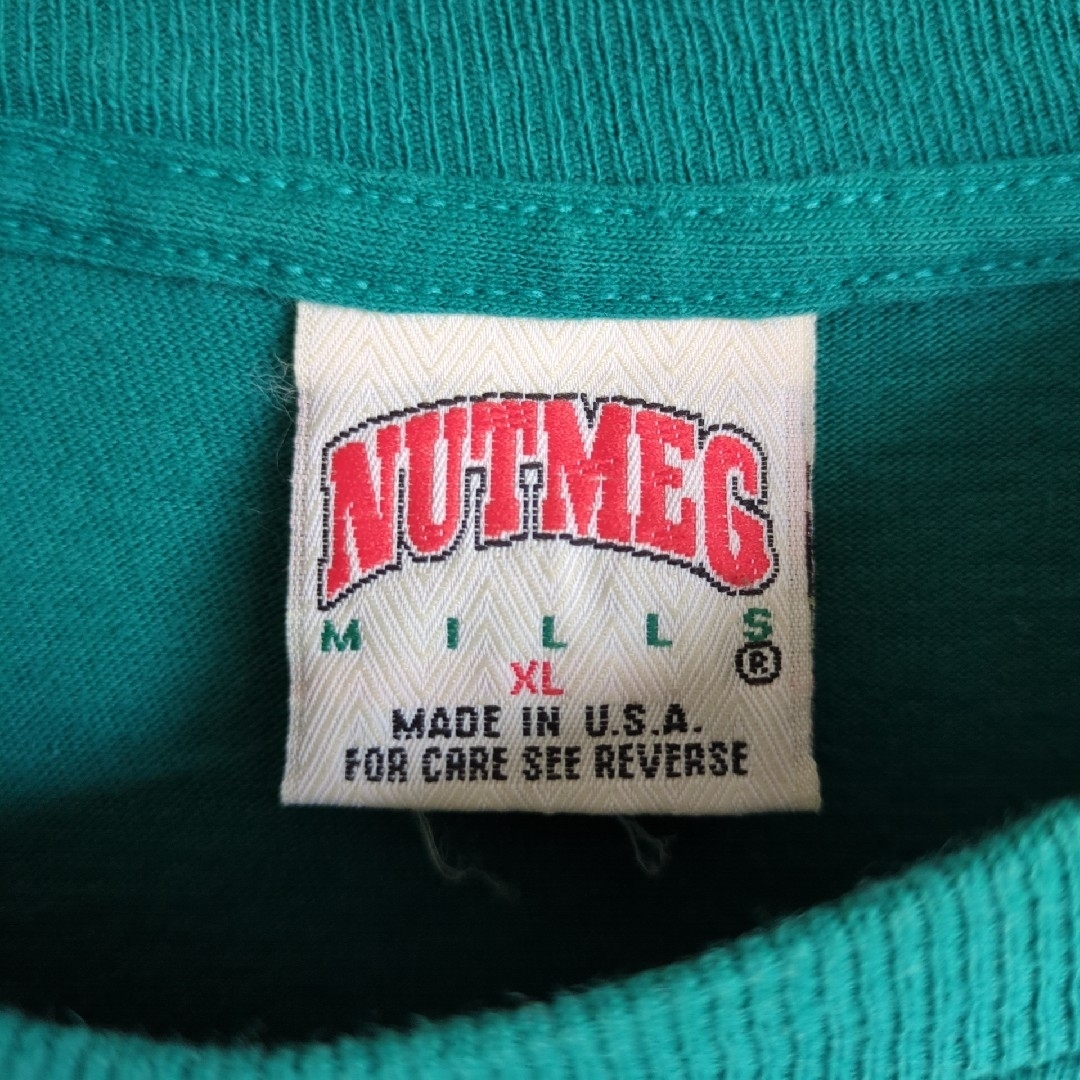 NUTMEG
MILLS
®
XL
MADE IN U.S.A.
FOR CARE SEE REVERSE